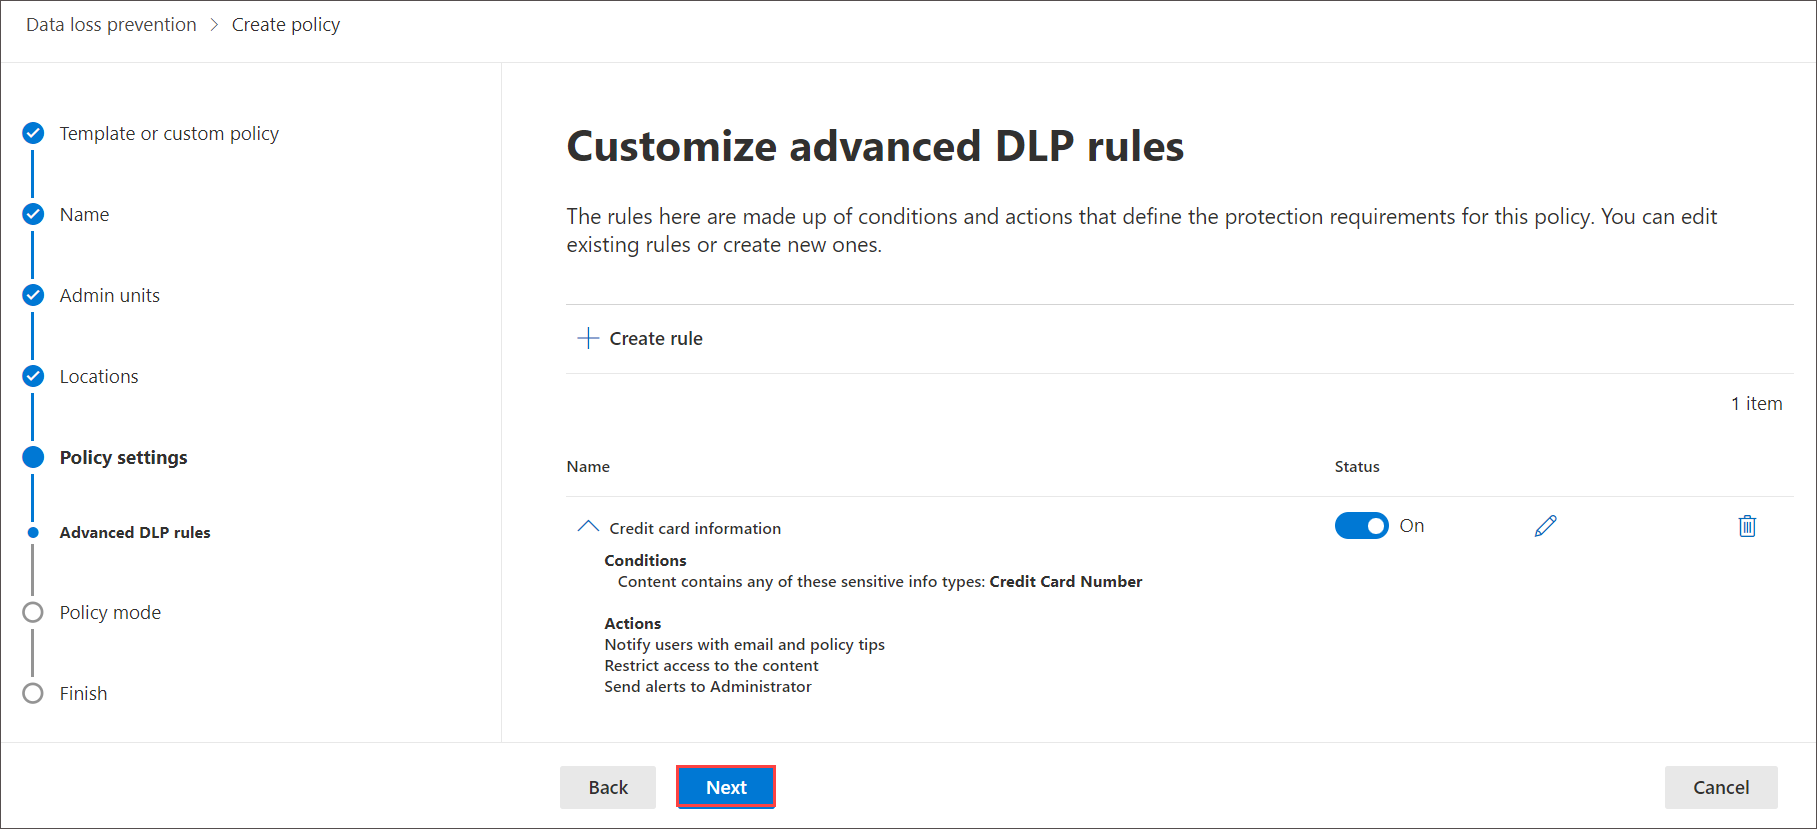 Data loss prevention > Create policy
Template or custom policy
Name
Admin units
Locations
Policy settings
Advanced DLP rules
Policy mode
Finish
Customize advanced DLP rules
The rules here are made up of conditions and actions that define the protection requirements for this policy. You can edit
existing rules or create new ones.
Create rule
1 item
Name Status
Credit card information On
Conditions
Content contains any of these sensitive info types: Credit Card Number
Actions
Notify users with email and policy tips
Restrict access to the content
Send alerts to Administrator
Back Next Cancel